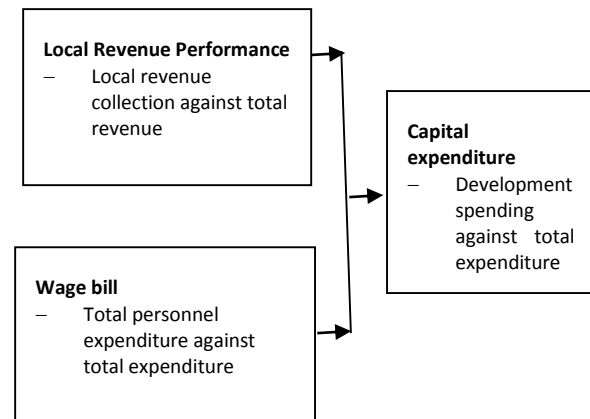 Local Revenue Performance
– Local revenue
collection against total
revenue
Capital
expenditure
– Development
spending
against total
expenditure
Wage bill
– Total personnel
expenditure against
total expenditure